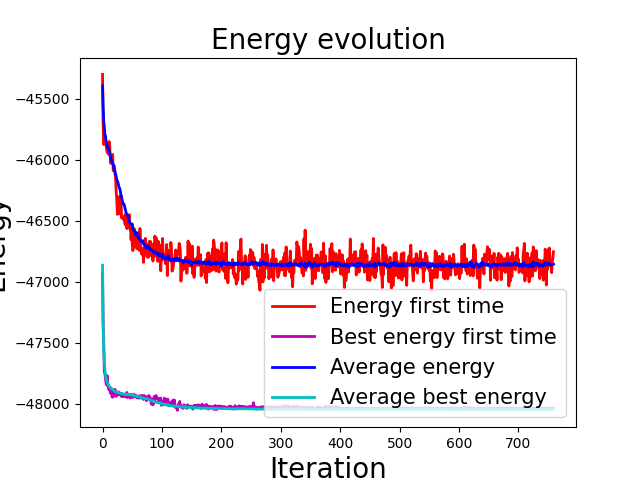 Energy evolution
Energy
−45500
−46000
−46500
−47000
−47500
−48000
Energy first time
Best energy first time
Average energy
Average best energy
0 100 200 300 400 500 600 700
Iteration